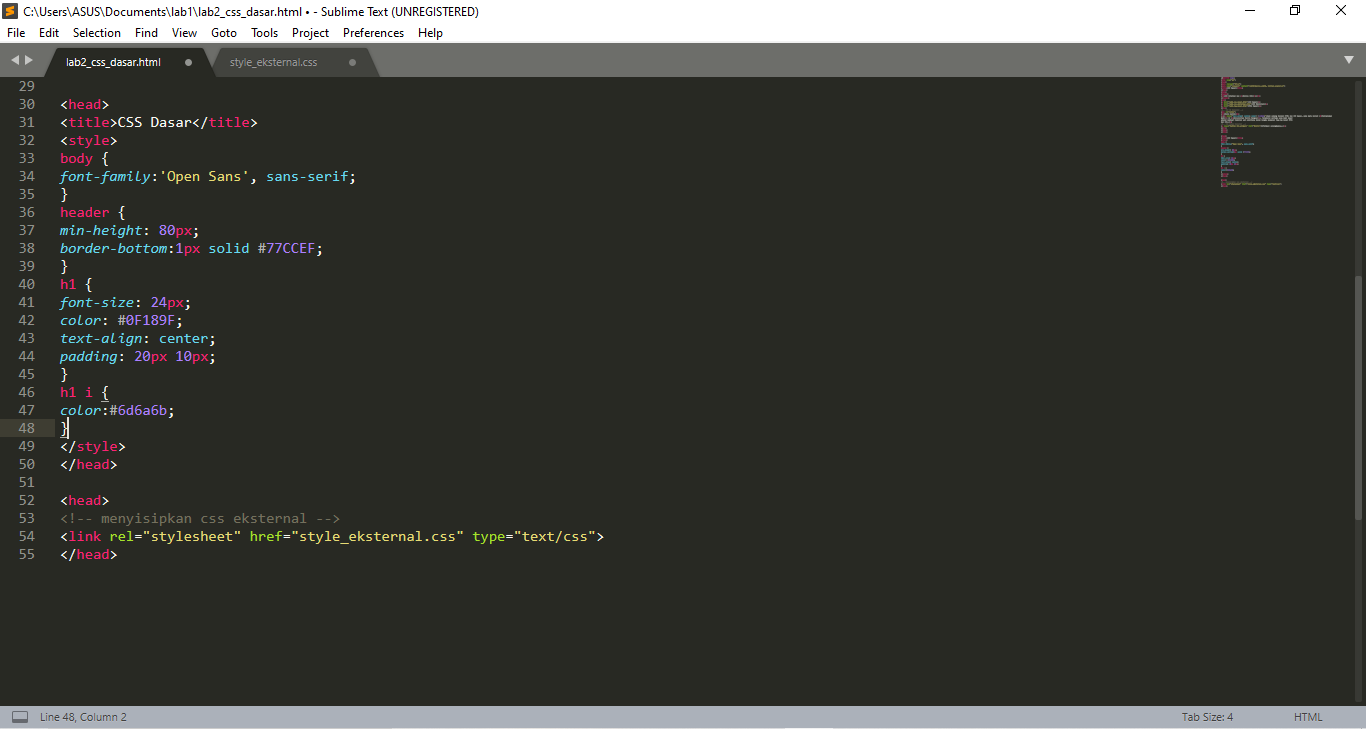 C:\Users\ASUS\Documents\lab1\lab2_css_dasar.html • - Sublime Text (UNREGISTERED)
File Edit Selection Find View Goto Tools Project Preferences Help
lab2_css_dasar.html style_eksternal.css
29
30 <head>
31 <title>CSS Dasar</title>
32 <style>
33 body {
34 font-family:'Open Sans', sans-serif;
35 }
36 header {
37 min-height: 80px;
38 border-bottom:1px solid #77CCEF;
39 }
40 h1 {
41 font-size: 24px;
42 color: #0F189F;
43 text-align: center;
44 padding: 20px 10px;
45 }
46 h1 i {
47 color:#6d6a6b;
48 }
49 </style>
50 </head>
51
52 <head>
53 <!-- menyisipkan css eksternal -->
54 <link rel="stylesheet" href="style_eksternal.css" type="text/css">
55 </head>
Line 48, Column 2 Tab Size: 4 HTML